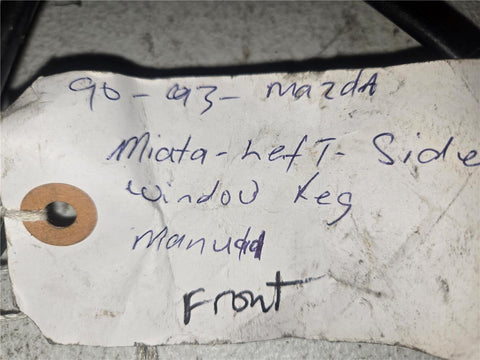 90-93-mazdA
Miata-Left-Side
window Reg
manual
Front